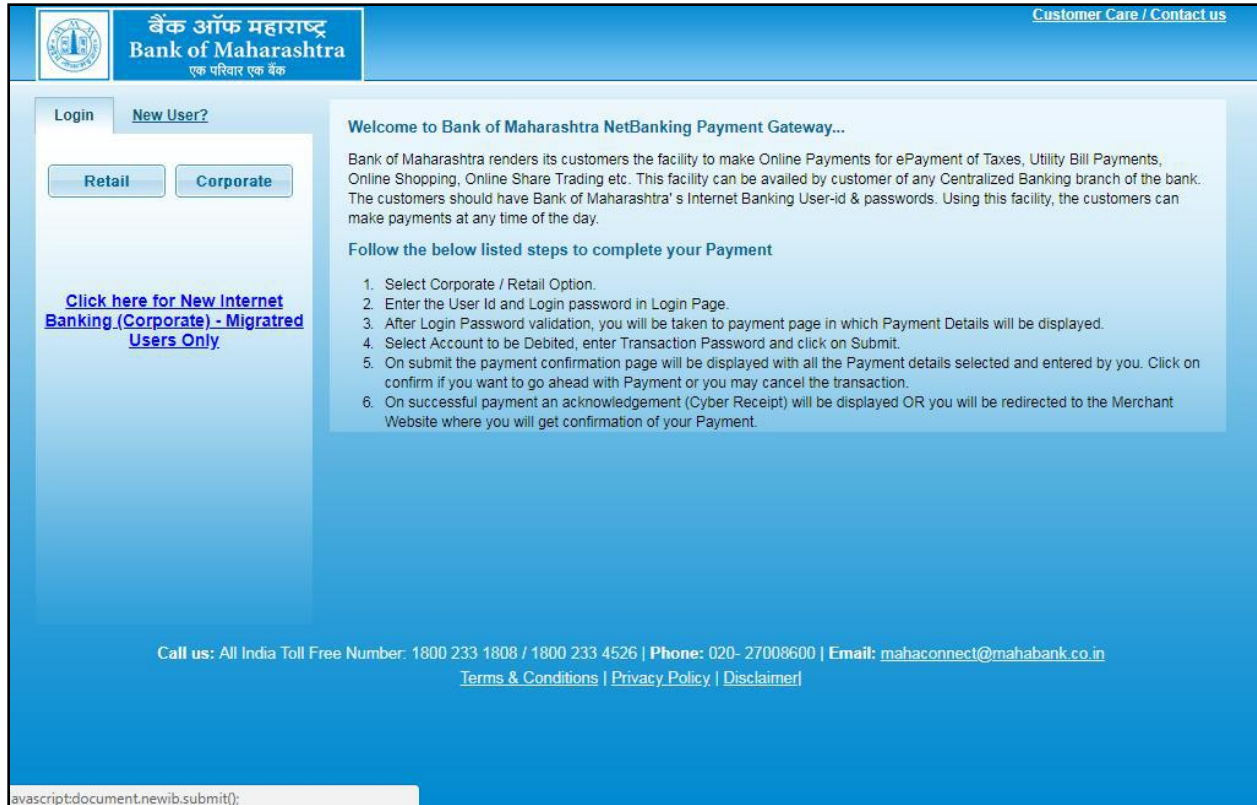 बैंक ऑफ महाराष्ट्र
Bank of Maharashtra
एक परिवार एक बैंक
Customer Care / Contact us
Login
New User?
Retail
Corporate
Click here for New Internet
Banking (Corporate) - Migratred
Users Only
Welcome to Bank of Maharashtra NetBanking Payment Gateway...
Bank of Maharashtra renders its customers the facility to make Online Payments for ePayment of Taxes, Utility Bill Payments,
Online Shopping, Online Share Trading etc. This facility can be availed by customer of any Centralized Banking branch of the bank.
The customers should have Bank of Maharashtra' s Internet Banking User-id & passwords. Using this facility, the customers can
make payments at any time of the day.
Follow the below listed steps to complete your Payment
1. Select Corporate / Retail Option.
2. Enter the User Id and Login password in Login Page.
3. After Login Password validation, you will be taken to payment page in which Payment Details will be displayed.
4. Select Account to be Debited, enter Transaction Password and click on Submit.
5. On submit the payment confirmation page will be displayed with all the Payment details selected and entered by you. Click on
confirm if you want to go ahead with Payment or you may cancel the transaction.
6. On successful payment an acknowledgement (Cyber Receipt) will be displayed OR you will be redirected to the Merchant
Website where you will get confirmation of your Payment.
Call us: All India Toll Free Number: 1800 233 1808 / 1800 233 4526 | Phone: 020- 27008600 | Email: mahaconnect@mahabank.co.in
Terms & Conditions | Privacy Policy | Disclaimer|
avascript:document.newib.submit();